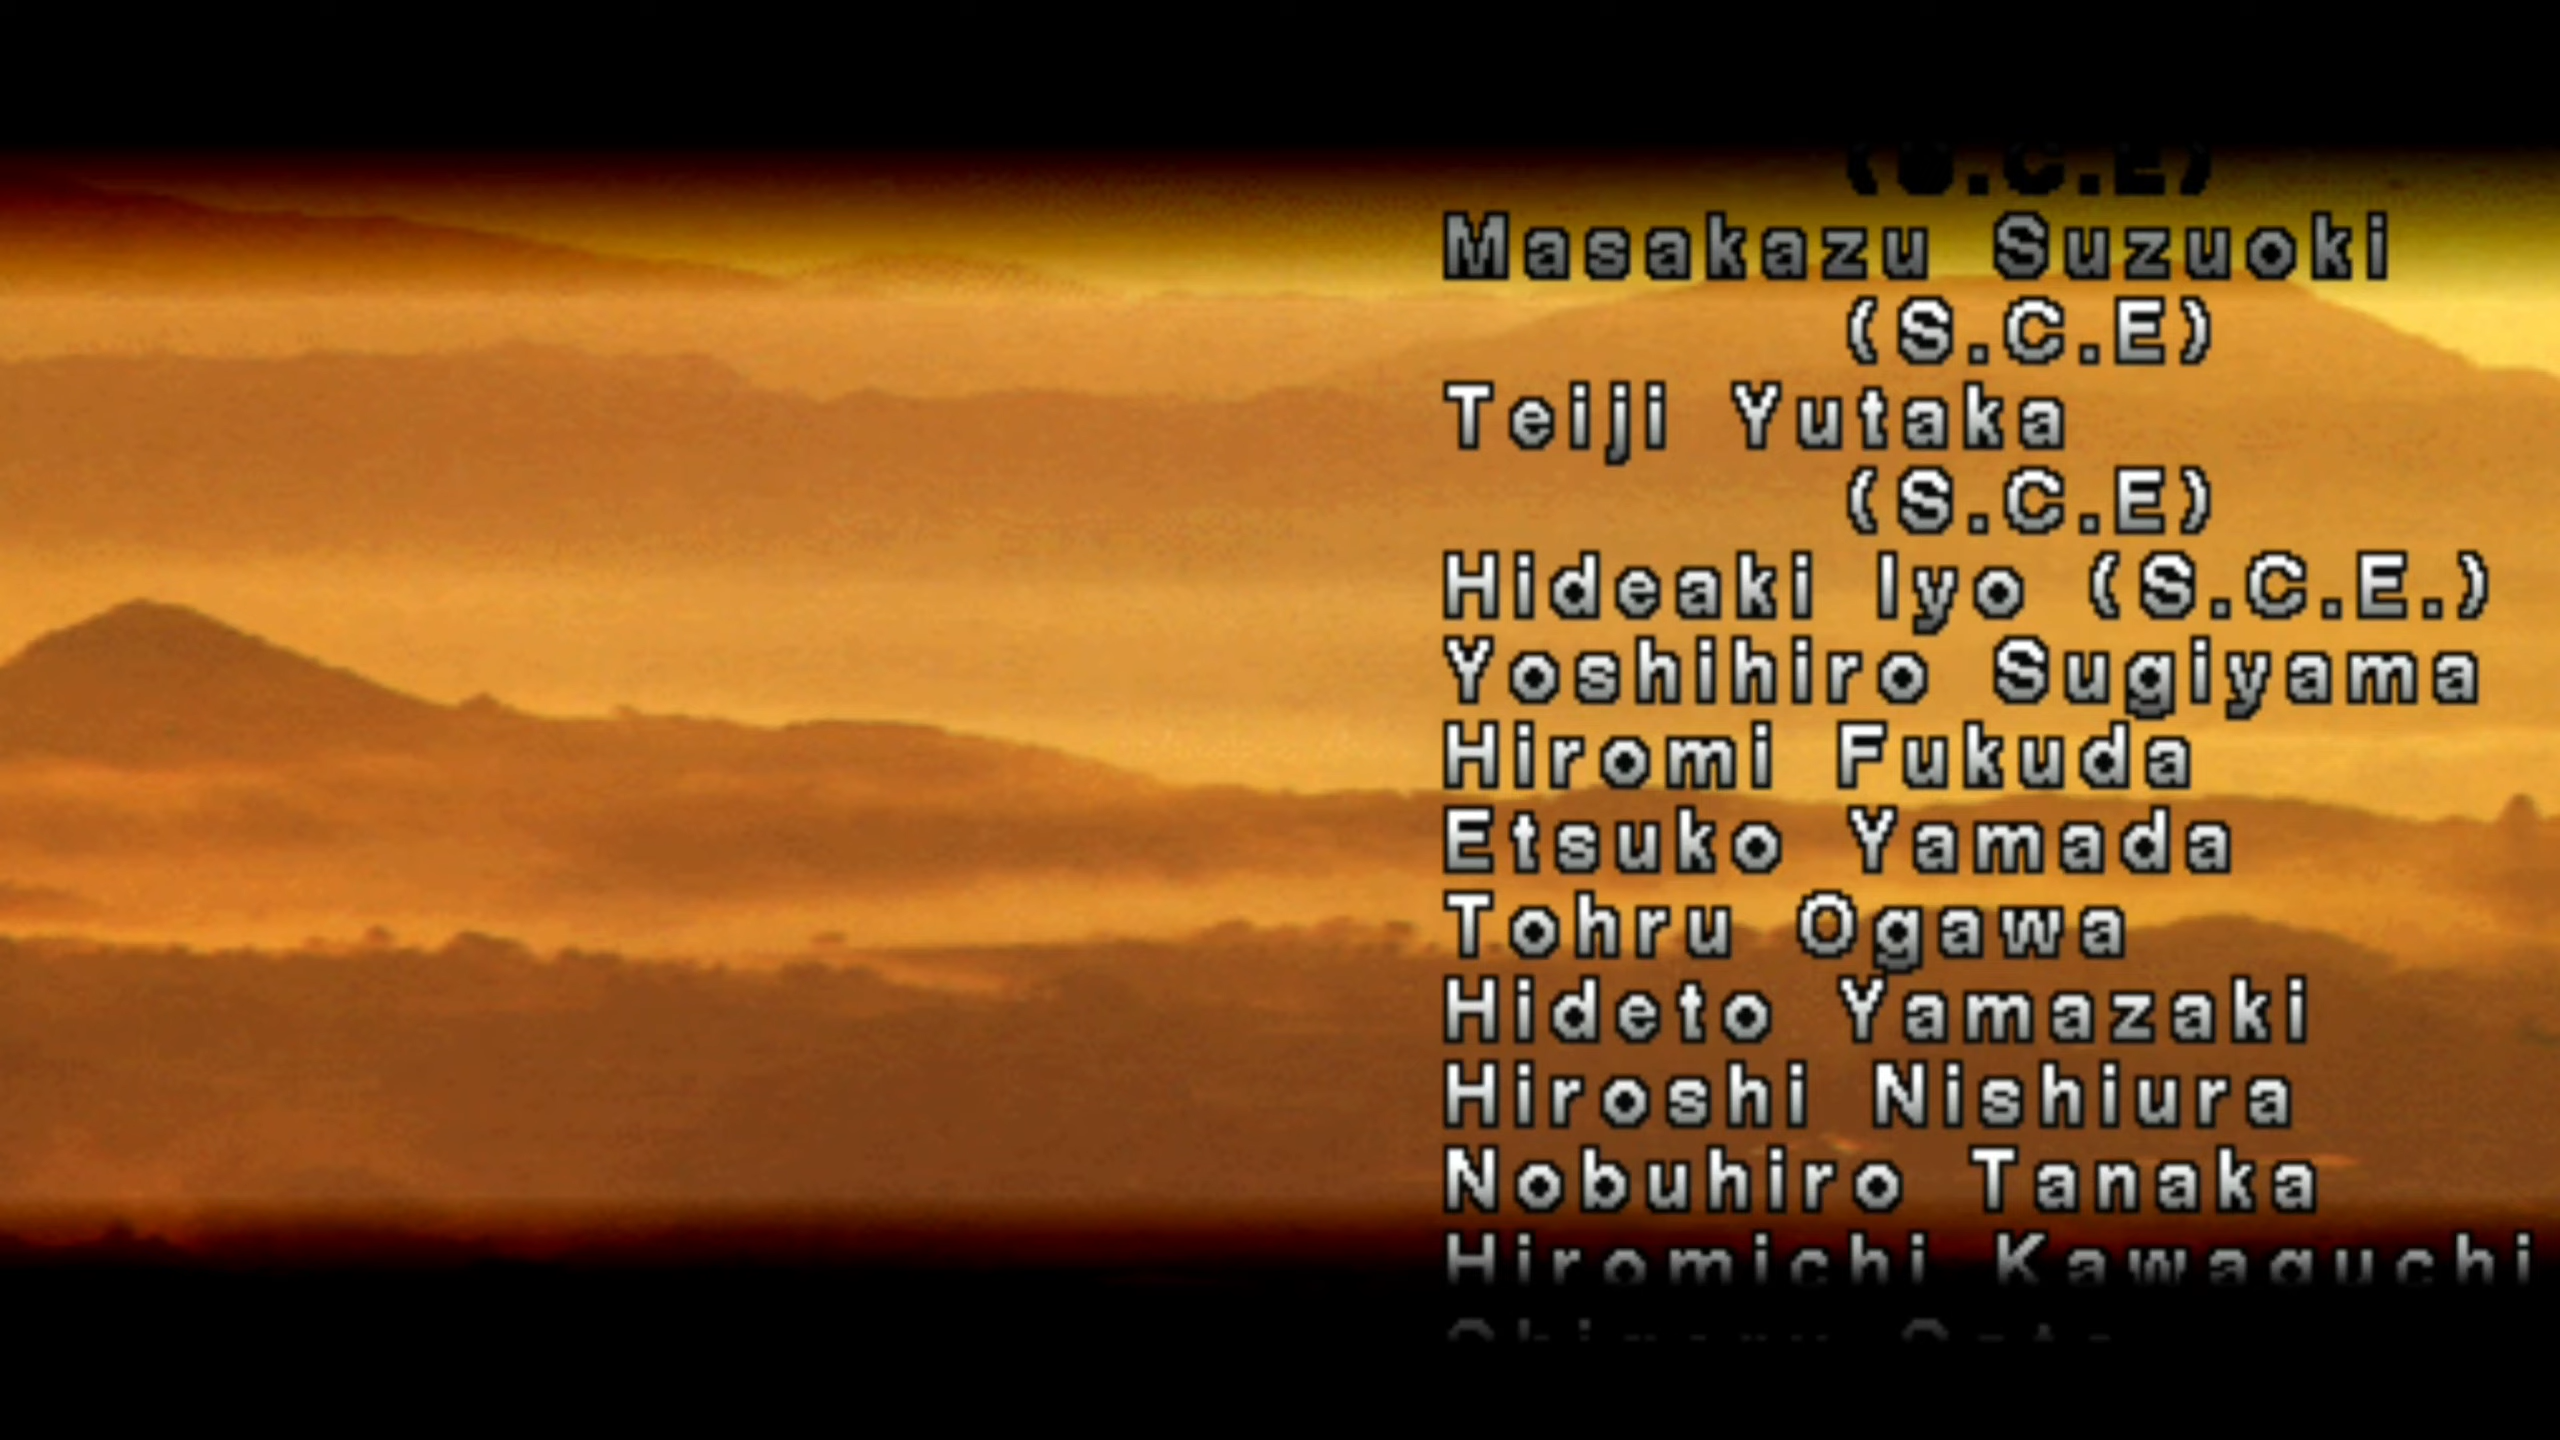 (S.C.E)
Masakazu Suzuoki
(S.C.E)
Teiji Yutaka
(S.C.E)
Hideaki Iyo (S.C.E.)
Yoshihiro Sugiyama
Hiromi Fukuda
Etsuko Yamada
Tohru Ogawa
Hideto Yamazaki
Hiroshi Nishiura
Nobuhiro Tanaka
Hiromichi Kawaguchi